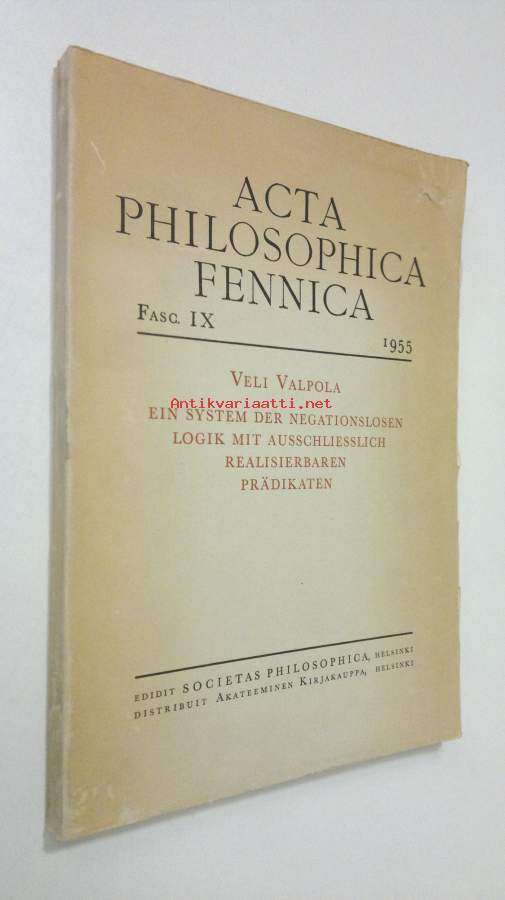 ACTA
PHILOSOPHICA
FENNICA
FASC. IX
1955
VELI VALPOLA
Antikvariaatti.net
EIN SYSTEM DER NEGATIONSLOSEN
LOGIK MIT AUSSCHLIESSLICH
REALISIERBAREN
PRÄDIKATEN
EDIDIT SOCIETAS PHILOSOPHICA, HELSINKI
DISTRIBUIT AKATEEMINEN KIRJAKAUPPA, HELSINKI